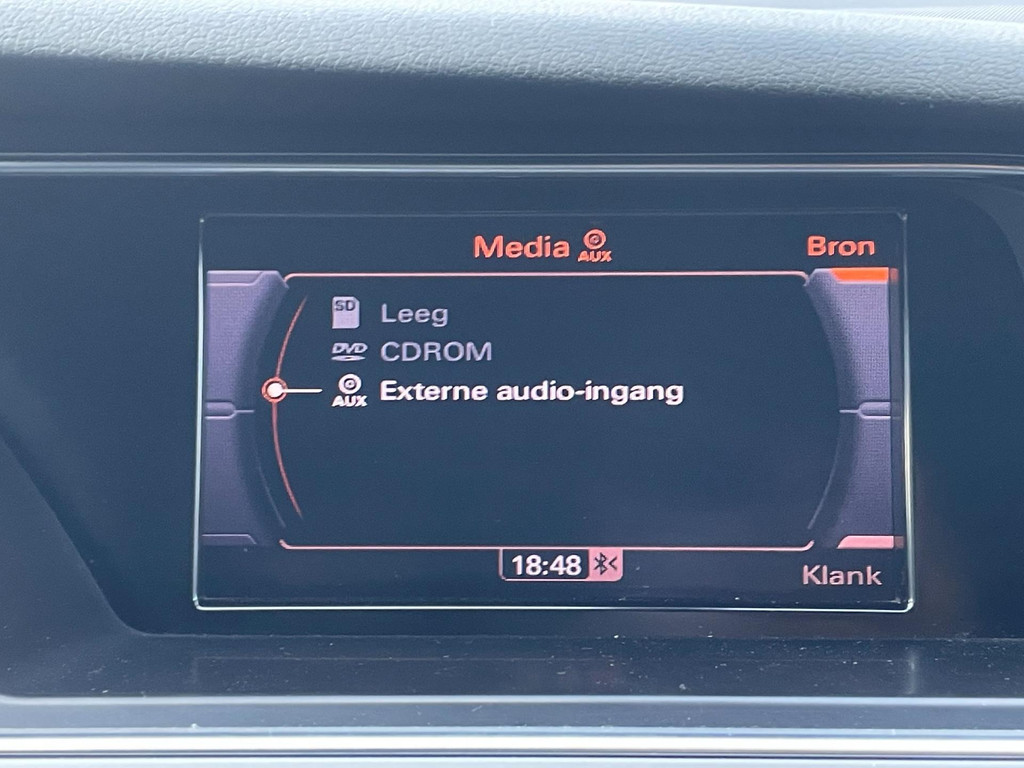 Media AUX Bron
SD Leeg
DVD CDROM
AUX Externe audio-ingang
18:48
Klank